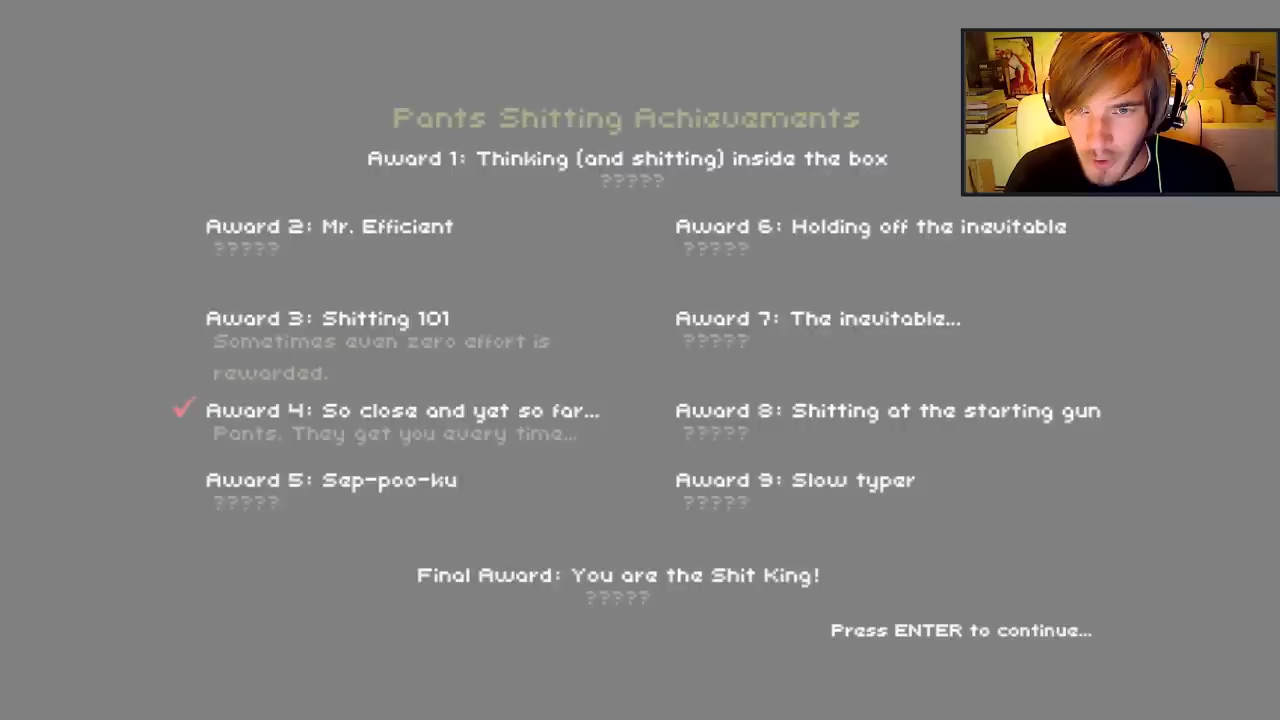 Pants Shitting Achievements
Award 1: Thinking (and shitting) inside the box
?????
Award 2: Mr. Efficient
?????
Award 3: Shitting 101
Sometimes even zero effort is
rewarded.
Award 4: So close and yet so far...
Pants. They get you every time...
Award 5: Sep-poo-ku
?????
Award 6: Holding off the inevitable
?????
Award 7: The inevitable...
?????
Award 8: Shitting at the starting gun
?????
Award 9: Slow typer
?????
Final Award: You are the Shit King!
?????
Press ENTER to continue...